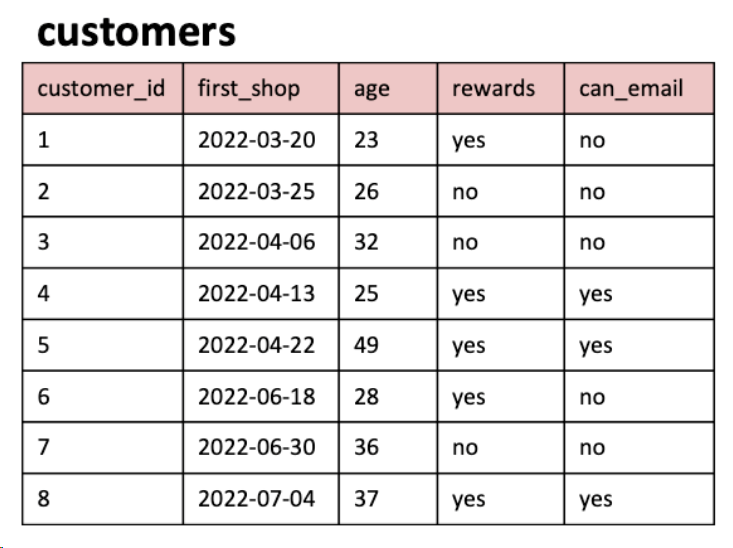 customers
customer_id first_shop age rewards can_email
1 2022-03-20 23 yes no
2 2022-03-25 26 no no
3 2022-04-06 32 no no
4 2022-04-13 25 yes yes
5 2022-04-22 49 yes yes
6 2022-06-18 28 yes no
7 2022-06-30 36 no no
8 2022-07-04 37 yes yes